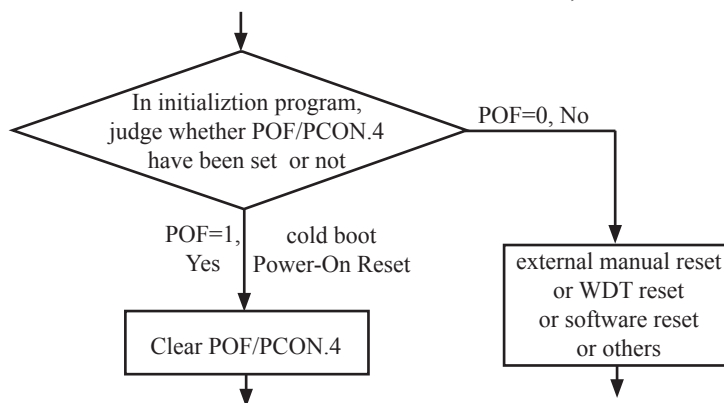 In initializtion program,
judge whether POF/PCON.4
have been set or not
POF=0, No
POF=1,
Yes
cold boot
Power-On Reset
external manual reset
or WDT reset
or software reset
or others
Clear POF/PCON.4